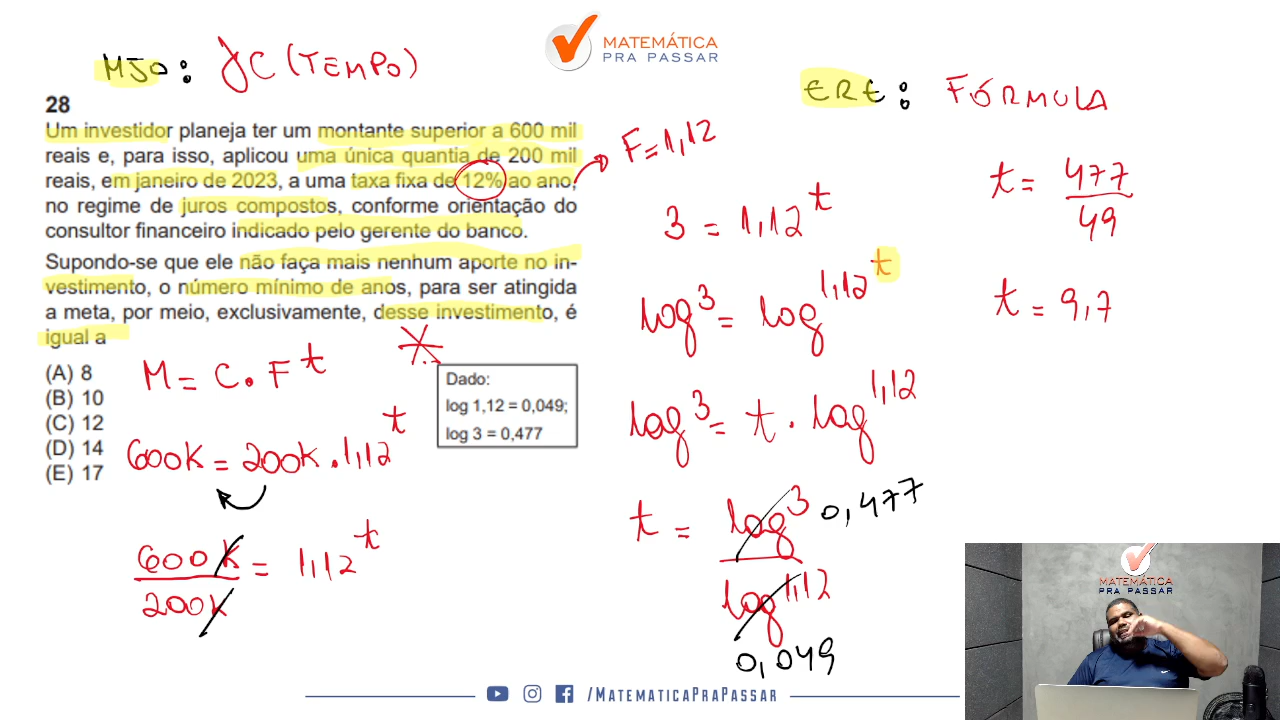 MATEMÁTICA
PRA PASSAR
MJO: JC (TEMPO)
28
Um investidor planeja ter um montante superior a 600 mil
reais e, para isso, aplicou uma única quantia de 200 mil
reais, em janeiro de 2023, a uma taxa fixa de 12% ao ano,
no regime de juros compostos, conforme orientação do
consultor financeiro indicado pelo gerente do banco.
Supondo-se que ele não faça mais nenhum aporte no in-
vestimento, o número mínimo de anos, para ser atingida
a meta, por meio, exclusivamente, desse investimento, é
igual a
(A) 8
(B) 10
(C) 12
(D) 14
(E) 17
Dado:
log 1,12 = 0,049;
log 3 = 0,477
M = C . F^t
600K = 200K . 1,12^t
600K/200K = 1,12^t
F = 1,12
3 = 1,12^t
log 3 = log 1,12^t
log 3 = t . log 1,12
t = log 3 / log 1,12
0,477
0,049
ERE: FÓRMULA
t = 477/49
t = 9,7
MATEMÁTICA
PRA PASSAR
/MATEMATICAPRAPASSAR